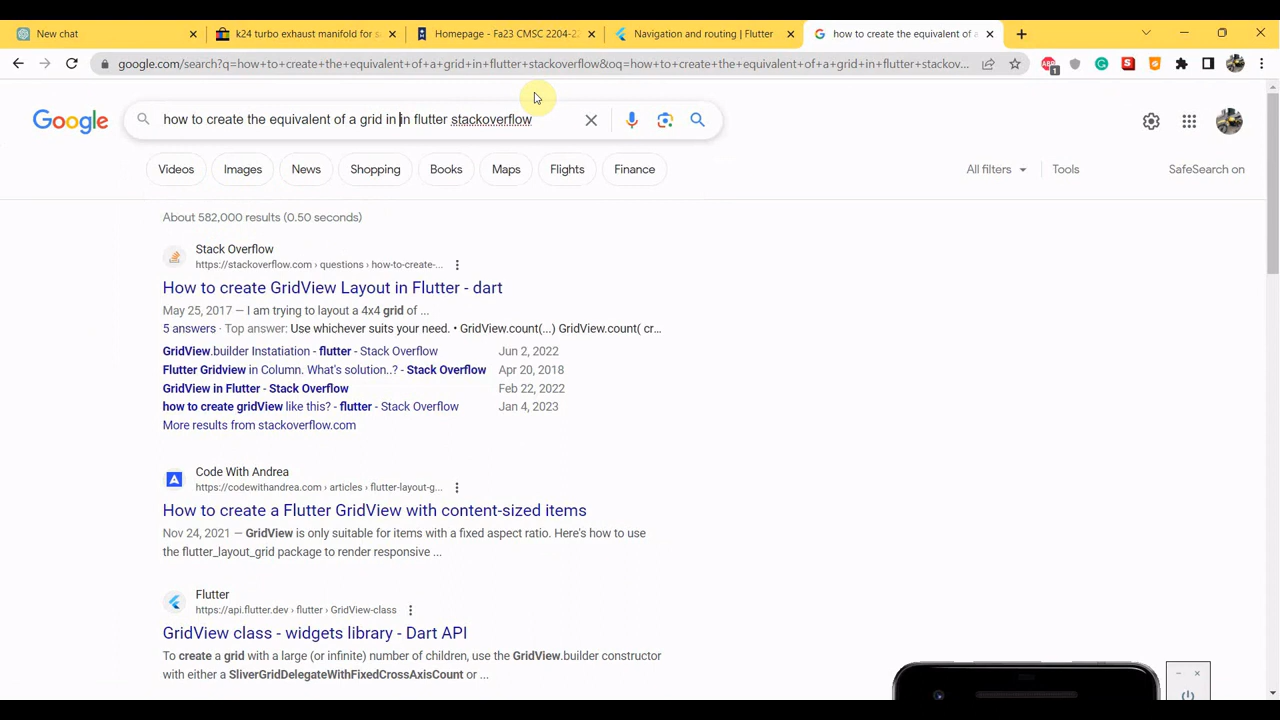 New chat
k24 turbo exhaust manifold for s
Homepage - Fa23 CMSC 2204-22
Navigation and routing | Flutter
how to create the equivalent of a
google.com/search?q=how+to+create+the+equivalent+of+a+grid+in+flutter+stackoverflow&oq=how+to+create+the+equivalent+of+a+grid+in+flutter+stackov...
ABP
1
S
Google
how to create the equivalent of a grid in in flutter stackoverflow
Videos
Images
News
Shopping
Books
Maps
Flights
Finance
All filters
Tools
SafeSearch on
About 582,000 results (0.50 seconds)
Stack Overflow
https://stackoverflow.com › questions › how-to-create-...
How to create GridView Layout in Flutter - dart
May 25, 2017 — I am trying to layout a 4x4 grid of ...
5 answers · Top answer: Use whichever suits your need. • GridView.count(...) GridView.count( cr...
GridView.builder Instatiation - flutter - Stack Overflow Jun 2, 2022
Flutter Gridview in Column. What's solution..? - Stack Overflow Apr 20, 2018
GridView in Flutter - Stack Overflow Feb 22, 2022
how to create gridView like this? - flutter - Stack Overflow Jan 4, 2023
More results from stackoverflow.com
Code With Andrea
https://codewithandrea.com › articles › flutter-layout-g...
How to create a Flutter GridView with content-sized items
Nov 24, 2021 — GridView is only suitable for items with a fixed aspect ratio. Here's how to use
the flutter_layout_grid package to render responsive ...
Flutter
https://api.flutter.dev › flutter › GridView-class
GridView class - widgets library - Dart API
To create a grid with a large (or infinite) number of children, use the GridView.builder constructor
with either a SliverGridDelegateWithFixedCrossAxisCount or ...